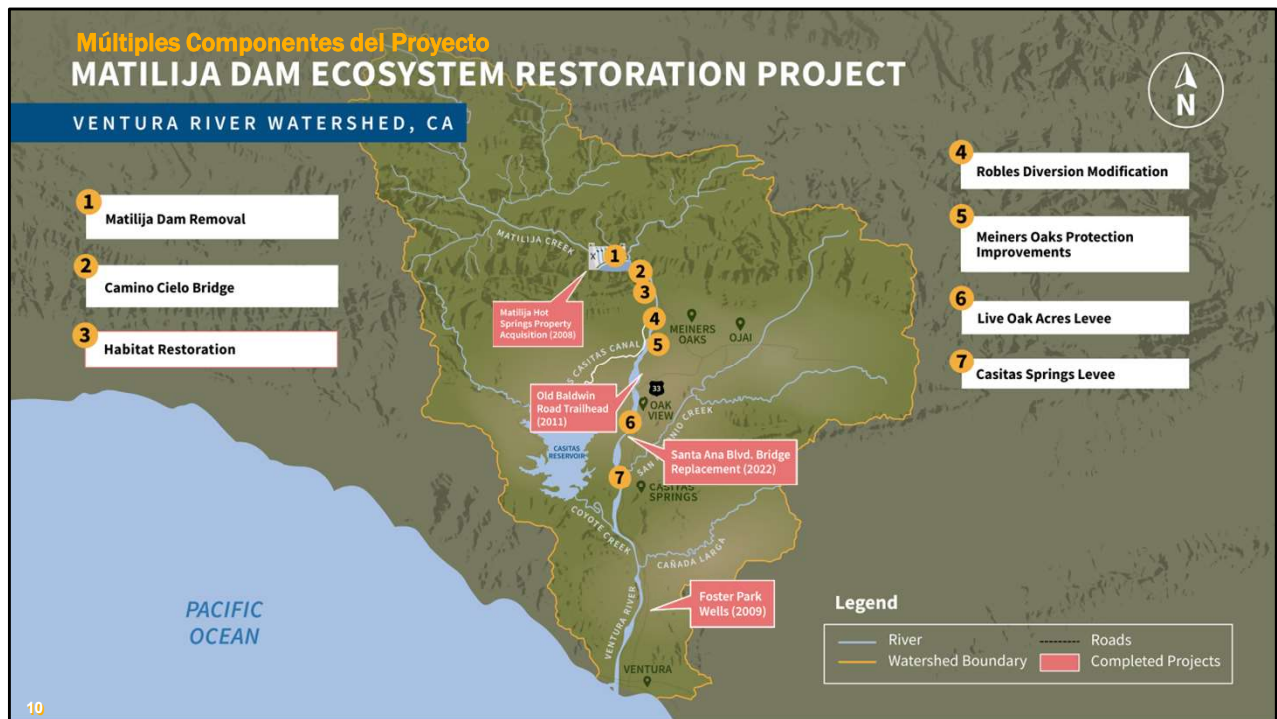 Múltiples Componentes del Proyecto
MATILIJA DAM ECOSYSTEM RESTORATION PROJECT
VENTURA RIVER WATERSHED, CA
N
1
Matilija Dam Removal
2
Camino Cielo Bridge
3
Habitat Restoration
4
Robles Diversion Modification
5
Meiners Oaks Protection
Improvements
6
Live Oak Acres Levee
7
Casitas Springs Levee
MATILIJA CREEK
1
2
3
Matilija Hot
Springs Property
Acquisition (2008)
4
MEINERS
OAKS
OJAI
5
CASITAS CANAL
33
Old Baldwin
Road Trailhead
(2011)
OAK
VIEW
6
SAN
NIO CREEK
CASITAS
RESERVOIR
Santa Ana Blvd. Bridge
Replacement (2022)
7
CASITAS
SPRINGS
COYOTE CREEK
CAÑADA LARGA
Foster Park
Wells (2009)
VENTURA RIVER
VENTURA
PACIFIC
OCEAN
Legend
River
Roads
Watershed Boundary
Completed Projects
10